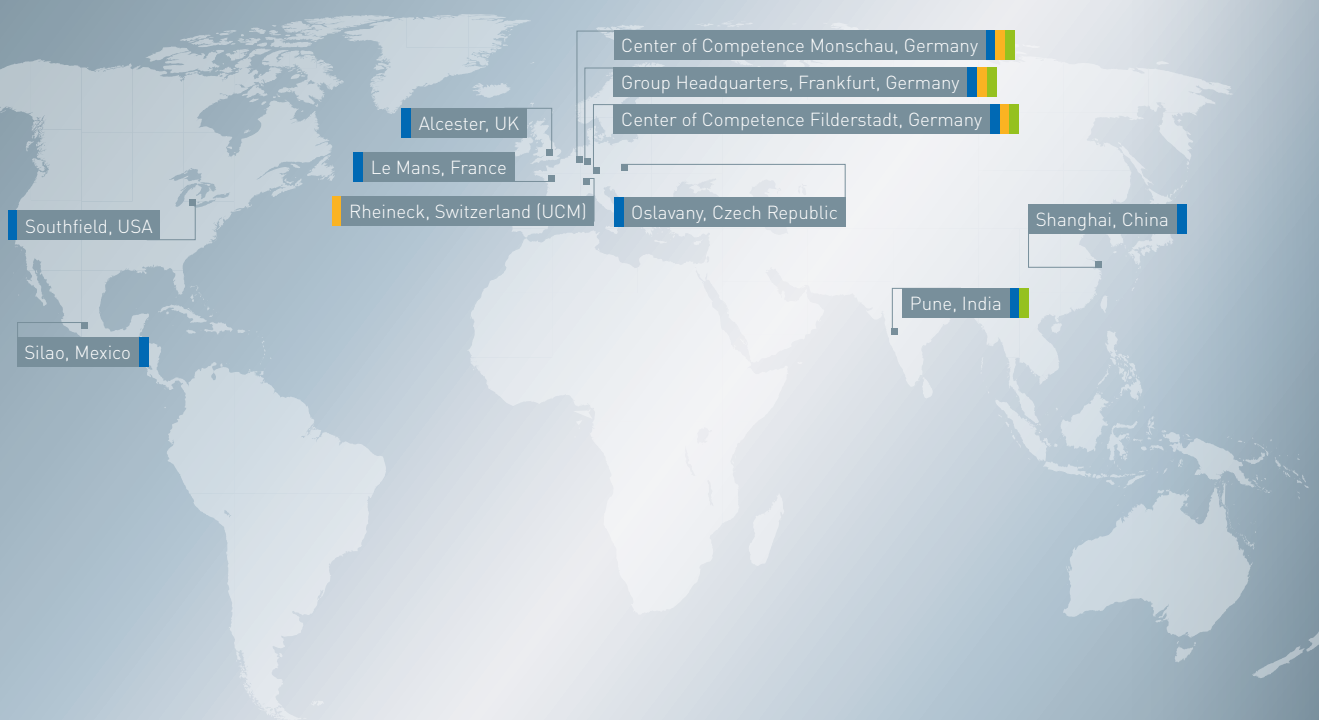 Center of Competence Monschau, Germany
Group Headquarters, Frankfurt, Germany
Center of Competence Filderstadt, Germany
Alcester, UK
Le Mans, France
Rheineck, Switzerland (UCM)
Oslavany, Czech Republic
Southfield, USA
Shanghai, China
Pune, India
Silao, Mexico